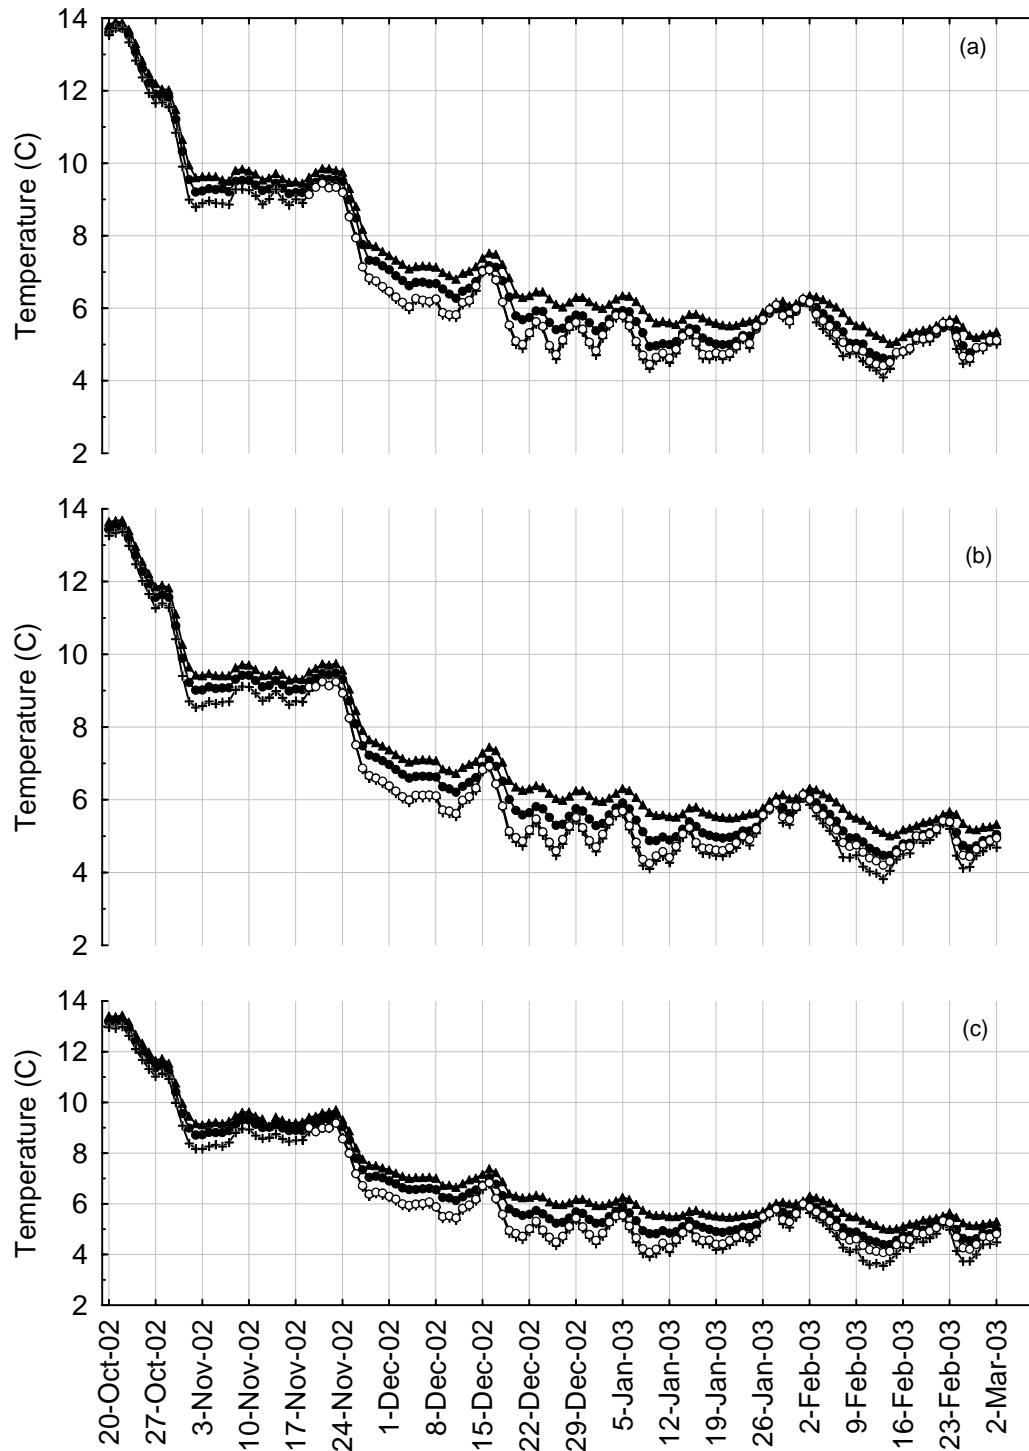 14
(a)
12
10
8
6
4
2
Temperature (C)
14
(b)
12
10
8
6
4
2
Temperature (C)
14
(c)
12
10
8
6
4
2
Temperature (C)
20-Oct-02
27-Oct-02
3-Nov-02
10-Nov-02
17-Nov-02
24-Nov-02
1-Dec-02
8-Dec-02
15-Dec-02
22-Dec-02
29-Dec-02
5-Jan-03
12-Jan-03
19-Jan-03
26-Jan-03
2-Feb-03
9-Feb-03
16-Feb-03
23-Feb-03
2-Mar-03